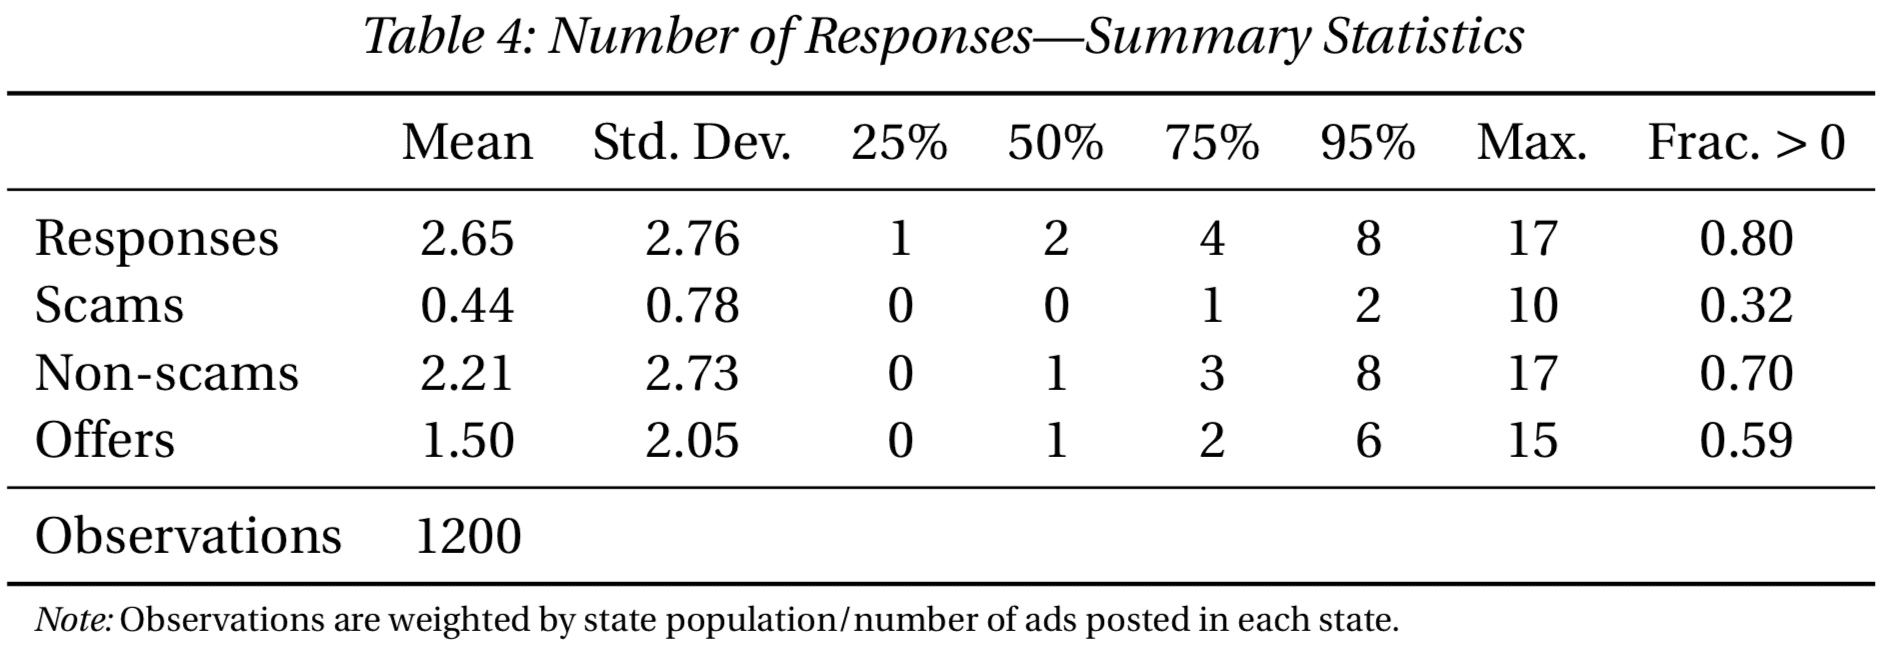 Table 4: Number of Responses—Summary Statistics
Mean Std. Dev. 25% 50% 75% 95% Max. Frac. > 0
Responses 2.65 2.76 1 2 4 8 17 0.80
Scams 0.44 0.78 0 0 1 2 10 0.32
Non-scams 2.21 2.73 0 1 3 8 17 0.70
Offers 1.50 2.05 0 1 2 6 15 0.59
Observations 1200
Note: Observations are weighted by state population/number of ads posted in each state.